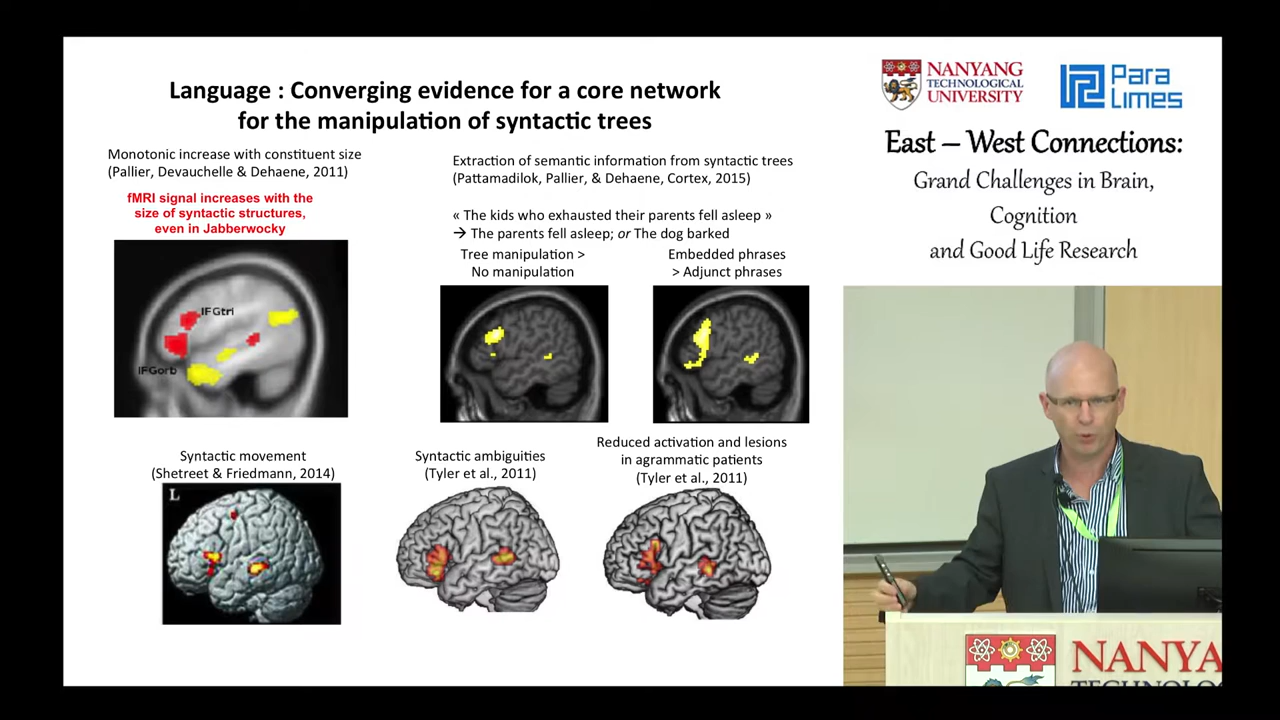 Language : Converging evidence for a core network
for the manipulation of syntactic trees
Monotonic increase with constituent size
(Pallier, Devauchelle & Dehaene, 2011)
fMRI signal increases with the
size of syntactic structures,
even in Jabberwocky
IFGtri
IFGorb
Extraction of semantic information from syntactic trees
(Pattamadilok, Pallier, & Dehaene, Cortex, 2015)
« The kids who exhausted their parents fell asleep »
→ The parents fell asleep; or The dog barked
Tree manipulation >
No manipulation
Embedded phrases
> Adjunct phrases
Syntactic movement
(Shetreet & Friedmann, 2014)
L
Syntactic ambiguities
(Tyler et al., 2011)
Reduced activation and lesions
in agrammatic patients
(Tyler et al., 2011)
NANYANG
TECHNOLOGICAL
UNIVERSITY
Para
Limes
East – West Connections:
Grand Challenges in Brain,
Cognition
and Good Life Research
NANYA
TECHNOLO